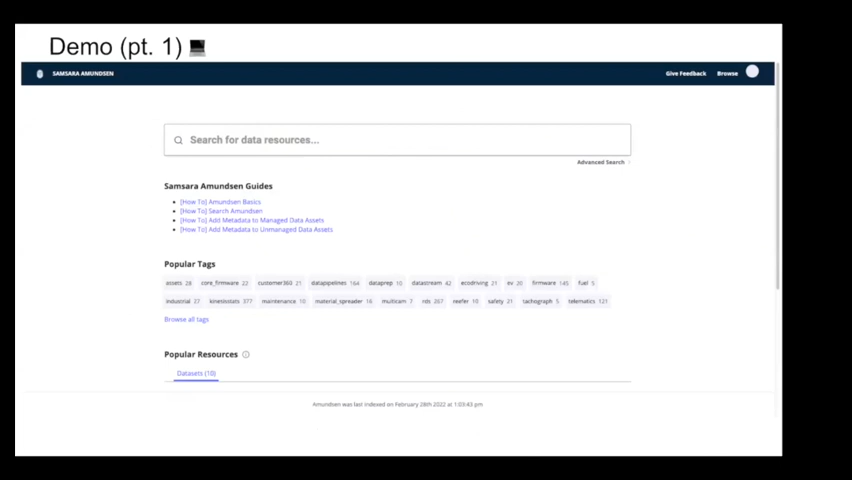 Demo (pt. 1)
SAMSARA AMUNDSEN
Give Feedback
Browse
Search for data resources...
Advanced Search
Samsara Amundsen Guides
[How To] Amundsen Basics
[How To] Search Amundsen
[How To] Add Metadata to Managed Data Assets
[How To] Add Metadata to Unmanaged Data Assets
Popular Tags
assets 28 core_firmware 22 customer360 21 datapipelines 164 dataprep 10 datastream 42 ecodriving 21 ev 20 firmware 145 fuel 5
industrial 27 kinesisstats 377 maintenance 10 material_spreader 16 multicam 7 rds 267 reefer 10 safety 21 tachograph 5 telematics 121
Browse all tags
Popular Resources
Datasets (10)
Amundsen was last indexed on February 28th 2022 at 1:03:43 pm